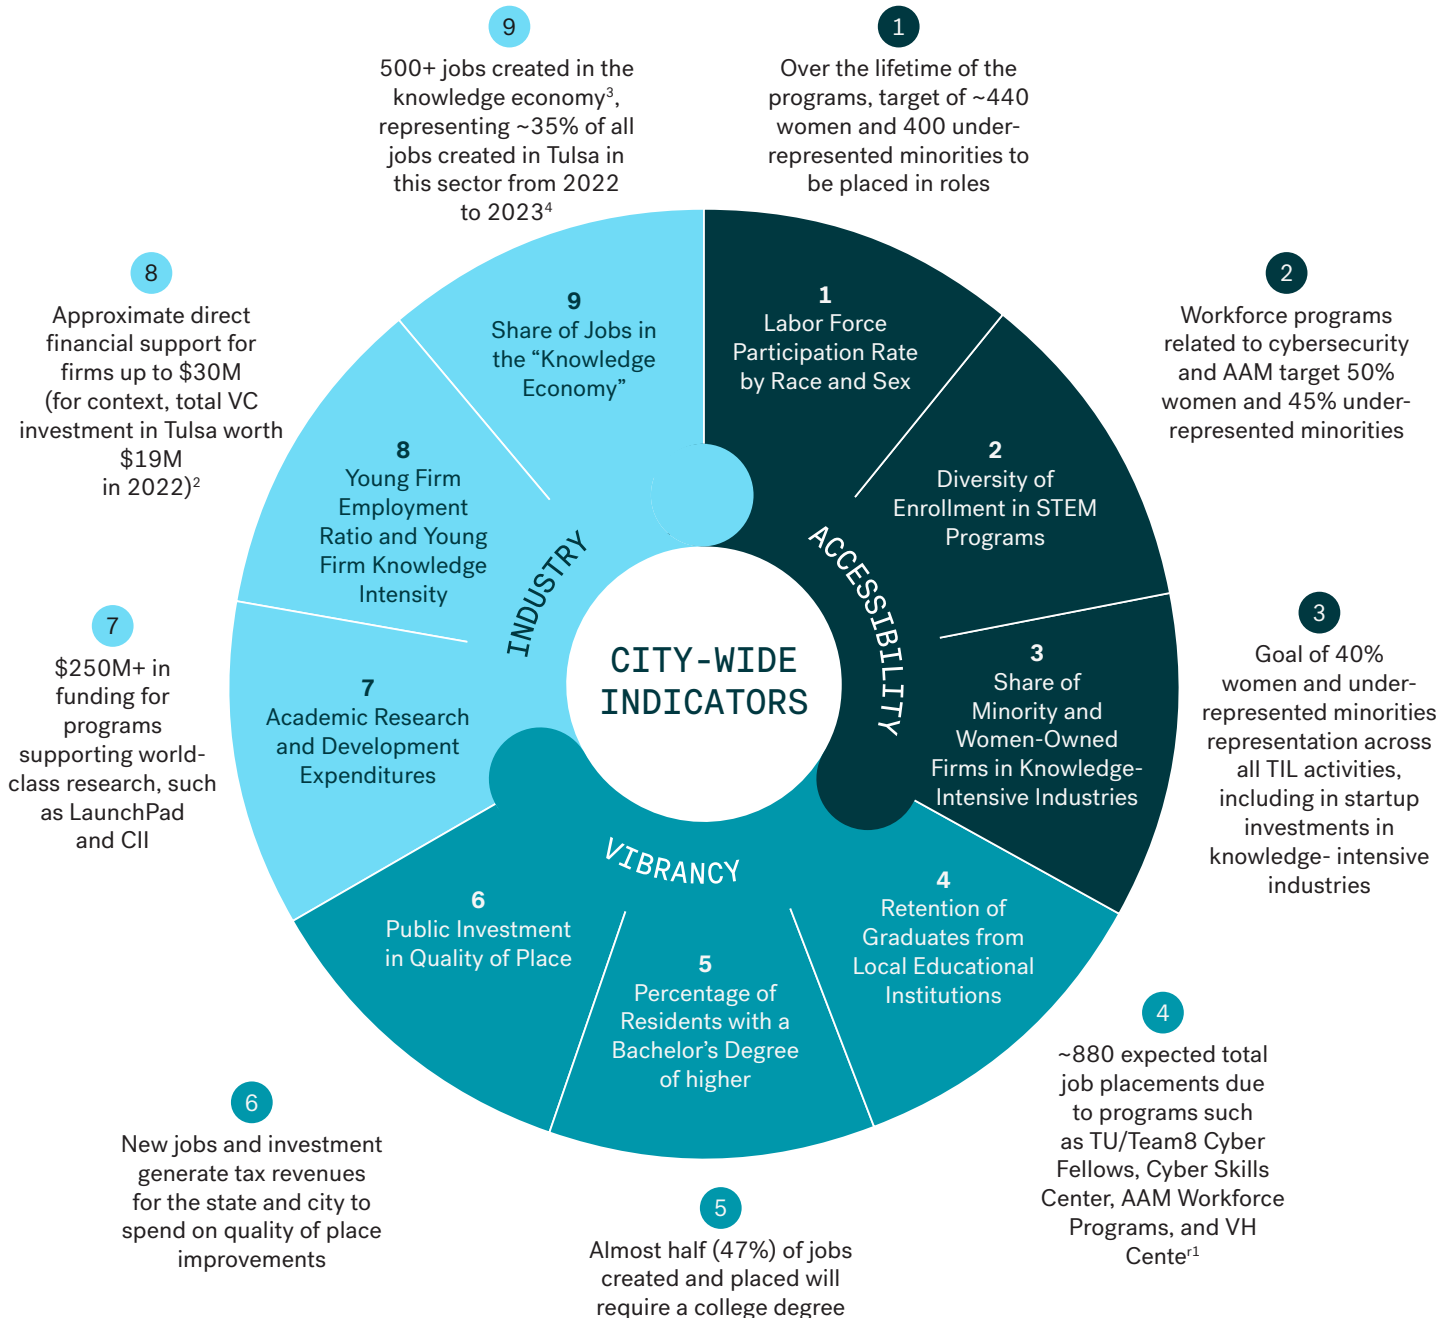 9
500+ jobs created in the
knowledge economy³,
representing ~35% of all
jobs created in Tulsa in
this sector from 2022
to 2023⁴
1
Over the lifetime of the
programs, target of ~440
women and 400 under-
represented minorities to
be placed in roles
8
Approximate direct
financial support for
firms up to $30M
(for context, total VC
investment in Tulsa worth
$19M
in 2022)²
2
Workforce programs
related to cybersecurity
and AAM target 50%
women and 45% under-
represented minorities
9
Share of Jobs in
the “Knowledge
Economy”
1
Labor Force
Participation Rate
by Race and Sex
8
Young Firm
Employment
Ratio and Young
Firm Knowledge
Intensity
2
Diversity of
Enrollment in STEM
Programs
INDUSTRY
ACCESSIBILITY
CITY-WIDE
INDICATORS
7
$250M+ in
funding for
programs
supporting world-
class research, such
as LaunchPad
and CII
7
Academic Research
and Development
Expenditures
3
Share of
Minority and
Women-Owned
Firms in Knowledge-
Intensive Industries
3
Goal of 40%
women and under-
represented minorities
representation across
all TIL activities,
including in startup
investments in
knowledge- intensive
industries
VIBRANCY
6
Public Investment
in Quality of Place
5
Percentage of
Residents with a
Bachelor’s Degree
of higher
4
Retention of
Graduates from
Local Educational
Institutions
6
New jobs and investment
generate tax revenues
for the state and city to
spend on quality of place
improvements
5
Almost half (47%) of jobs
created and placed will
require a college degree
4
~880 expected total
job placements due
to programs such
as TU/Team8 Cyber
Fellows, Cyber Skills
Center, AAM Workforce
Programs, and VH
Centeʳ¹